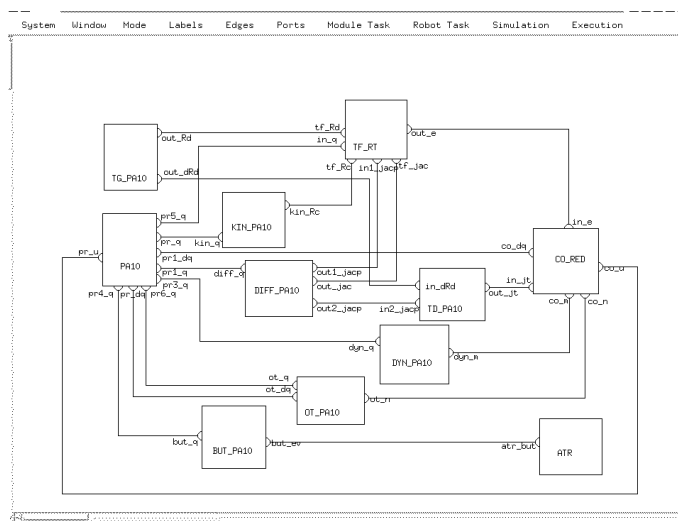 System Window Mode Labels Edges Ports Module Task Robot Task Simulation Execution
tf_Rd
out_Rd
in_q
out_e
TF_RT
TG_PA10
out_dRd
tf_Rc
in1_jacp
tf_jac
pr5_q
kin_Rc
KIN_PA10
in_e
pr_q
kin_q
co_dq
pr_u
pr1_dq
CO_RED
PA10
pr1_q
diff_q
out1_jacp
co_u
pr3_q
out_jac
in_dRd
in_jt
pr4_q
pr_dq
pr6_q
DIFF_PA10
out_jt
out2_jacp
in2_jacp
TD_PA10
co_m
co_n
dyn_q
dyn_m
DYN_PA10
ot_q
ot_dq
ot_n
OT_PA10
but_q
but_ev
atr_but
BUT_PA10
ATR